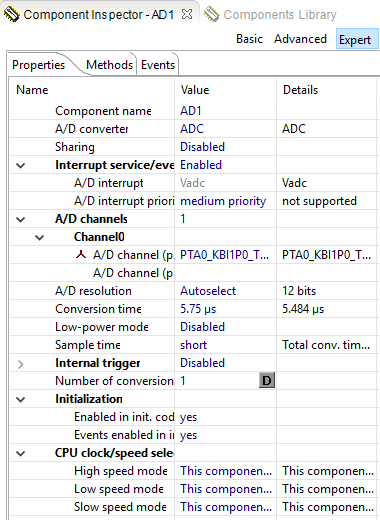 Component Inspector - AD1 Components Library
Basic Advanced Expert
Properties Methods Events
Name Value Details
Component name AD1
A/D converter ADC ADC
Sharing Disabled
Interrupt service/eve Enabled
A/D interrupt Vadc Vadc
A/D interrupt priori medium priority not supported
A/D channels 1
Channel0
A/D channel (p PTA0_KBI1P0_T... PTA0_KBI1P0_T...
A/D channel (p
A/D resolution Autoselect 12 bits
Conversion time 5.75 µs 5.484 µs
Low-power mode Disabled
Sample time short Total conv. tim...
Internal trigger Disabled
Number of conversion 1 D
Initialization
Enabled in init. cod yes
Events enabled in i yes
CPU clock/speed sele
High speed mode This componen... This componen...
Low speed mode This componen... This componen...
Slow speed mode This componen... This componen...